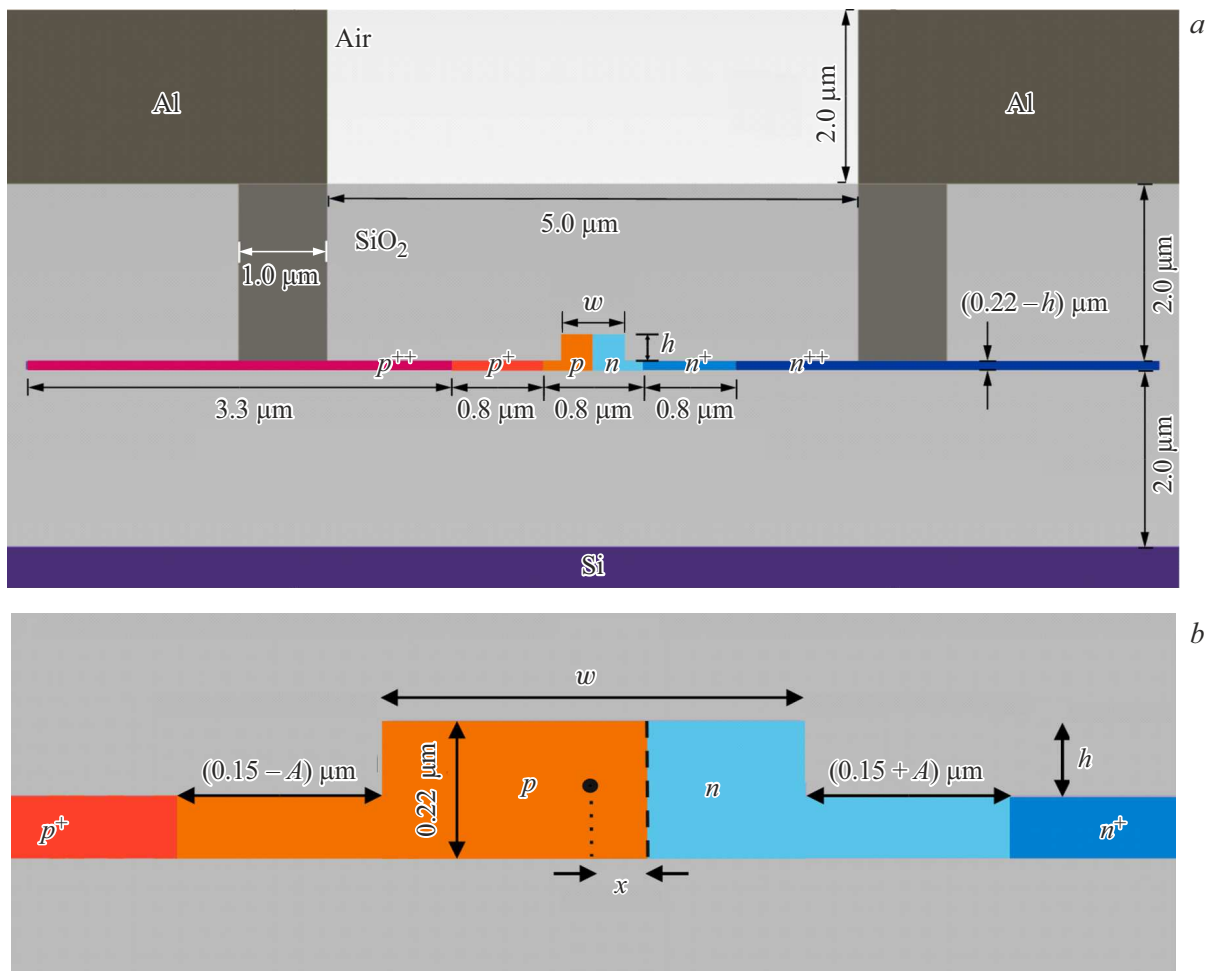 a
Air
Al
Al
2.0 μm
5.0 μm
SiO₂
1.0 μm
w
(0.22 – h) μm
2.0 μm
h
p⁺⁺
p⁺
p
n
n⁺
n⁺⁺
3.3 μm
0.8 μm
0.8 μm
0.8 μm
2.0 μm
Si
b
w
(0.15 – A) μm
0.22 μm
p
n
(0.15 + A) μm
h
p⁺
n⁺
x